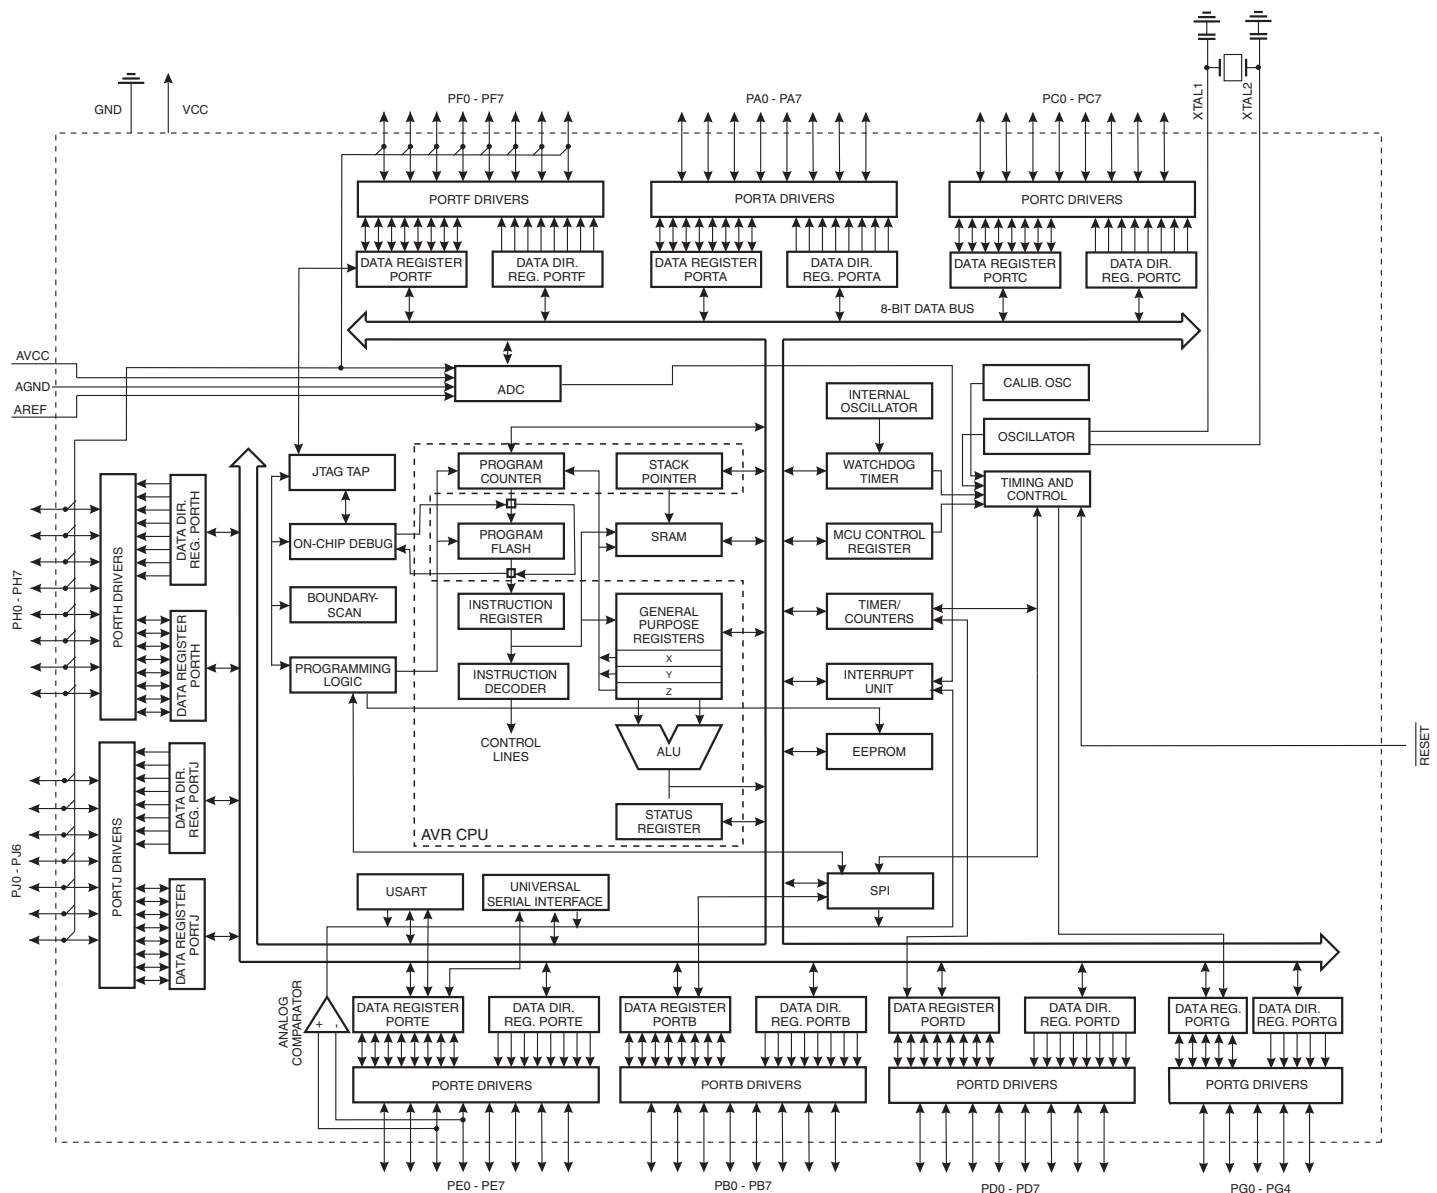 XTAL1
XTAL2
GND
VCC
PF0 - PF7
PA0 - PA7
PC0 - PC7
PORTF DRIVERS
PORTA DRIVERS
PORTC DRIVERS
DATA REGISTER
PORTF
DATA DIR.
REG. PORTF
DATA REGISTER
PORTA
DATA DIR.
REG. PORTA
DATA REGISTER
PORTC
DATA DIR.
REG. PORTC
8-BIT DATA BUS
AVCC
AGND
AREF
ADC
CALIB. OSC
INTERNAL
OSCILLATOR
OSCILLATOR
JTAG TAP
PROGRAM
COUNTER
STACK
POINTER
WATCHDOG
TIMER
TIMING AND
CONTROL
ON-CHIP DEBUG
PROGRAM
FLASH
SRAM
MCU CONTROL
REGISTER
BOUNDARY-
SCAN
INSTRUCTION
REGISTER
GENERAL
PURPOSE
REGISTERS
X
Y
Z
TIMER/
COUNTERS
PROGRAMMING
LOGIC
INSTRUCTION
DECODER
INTERRUPT
UNIT
CONTROL
LINES
ALU
EEPROM
RESET
STATUS
REGISTER
AVR CPU
PH0 - PH7
PORTH DRIVERS
DATA DIR.
REG. PORTH
DATA REGISTER
PORTH
PJ0 - PJ6
PORTJ DRIVERS
DATA DIR.
REG. PORTJ
DATA REGISTER
PORTJ
USART
UNIVERSAL
SERIAL INTERFACE
SPI
ANALOG
COMPARATOR
+
-
DATA REGISTER
PORTE
DATA DIR.
REG. PORTE
DATA REGISTER
PORTB
DATA DIR.
REG. PORTB
DATA REGISTER
PORTD
DATA DIR.
REG. PORTD
DATA REG.
PORTG
DATA DIR.
REG. PORTG
PORTE DRIVERS
PORTB DRIVERS
PORTD DRIVERS
PORTG DRIVERS
PE0 - PE7
PB0 - PB7
PD0 - PD7
PG0 - PG4